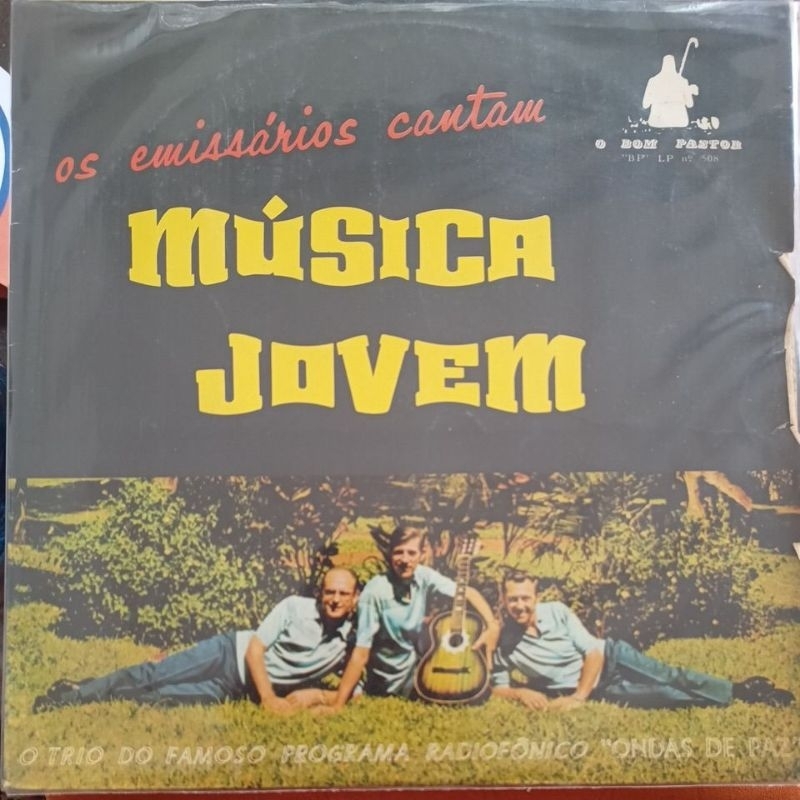 os emissários cantam
O BOM PASTOR
"BP" LP nº 508
MÚSICA
JOVEM
O TRIO DO FAMOSO PROGRAMA RADIOFÔNICO "ONDAS DE PAZ"